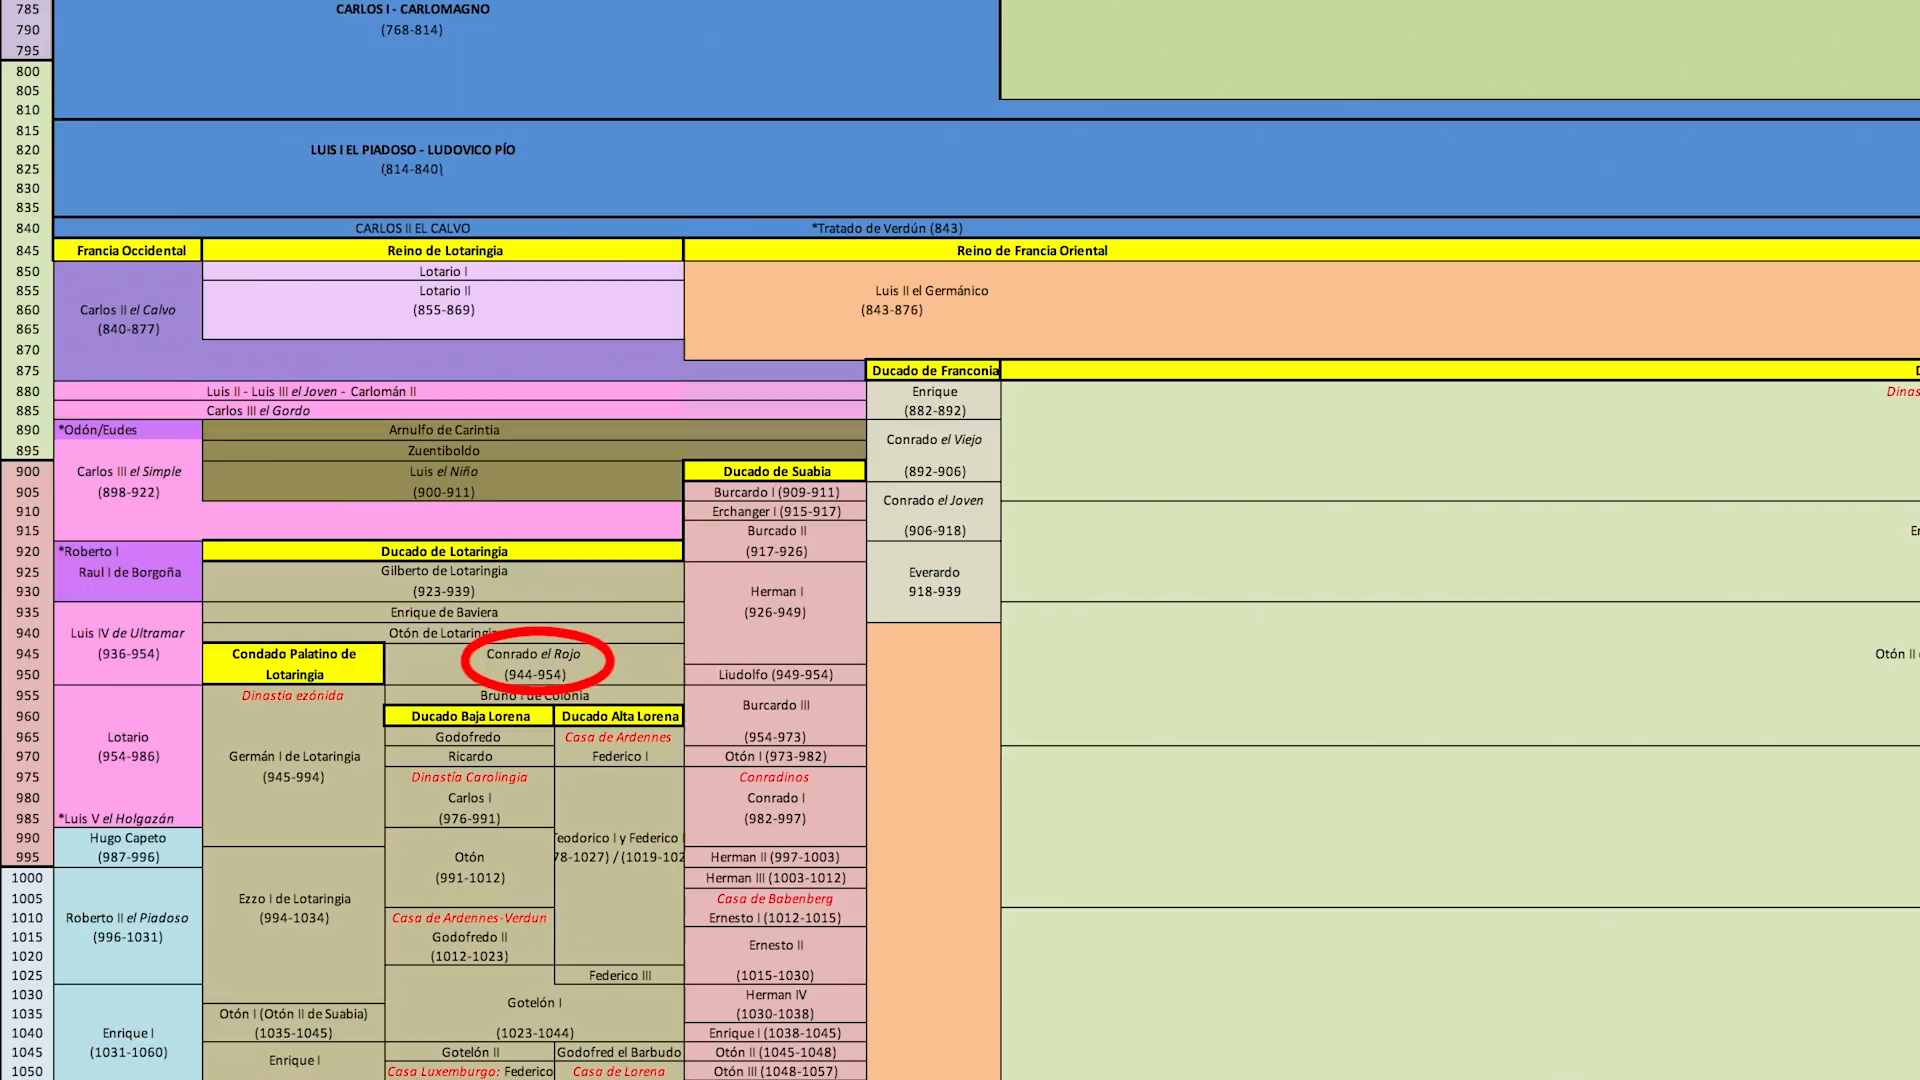 785
CARLOS I - CARLOMAGNO
790
(768-814)
795
800
805
810
815
820
LUIS I EL PIADOSO - LUDOVICO PÍO
825
(814-840)
830
835
840
CARLOS II EL CALVO
*Tratado de Verdún (843)
845
Francia Occidental
Reino de Lotaringia
Reino de Francia Oriental
850
Lotario I
855
Lotario II
Luis II el Germánico
860
Carlos II el Calvo
(855-869)
(843-876)
865
(840-877)
870
875
Ducado de Franconia
880
Luis II - Luis III el Joven - Carlomán II
Enrique
885
Carlos III el Gordo
(882-892)
890
*Odón/Eudes
Arnulfo de Carintia
Conrado el Viejo
895
Zuentiboldo
900
Carlos III el Simple
Luis el Niño
Ducado de Suabia
(892-906)
905
(898-922)
(900-911)
Burcardo I (909-911)
Conrado el Joven
910
Erchanger I (915-917)
915
Burcado II
(906-918)
920
*Roberto I
Ducado de Lotaringia
(917-926)
925
Raul I de Borgoña
Gilberto de Lotaringia
Everardo
930
(923-939)
Herman I
918-939
935
Enrique de Baviera
(926-949)
940
Luis IV de Ultramar
Otón de Lotaringia
945
(936-954)
Condado Palatino de
Conrado el Rojo
Otón II
950
Lotaringia
(944-954)
Liudolfo (949-954)
955
Dinastia ezónida
Bruno I de Colonia
Burcardo III
960
Ducado Baja Lorena
Ducado Alta Lorena
965
Lotario
Godofredo
Casa de Ardennes
(954-973)
970
(954-986)
Germán I de Lotaringia
Ricardo
Federico I
Otón I (973-982)
975
(945-994)
Dinastía Carolingia
Conradinos
980
Carlos I
Conrado I
985
*Luis V el Holgazán
(976-991)
(982-997)
990
Hugo Capeto
eodorico I y Federico
995
(987-996)
Otón
78-1027) / (1019-102
Herman II (997-1003)
1000
(991-1012)
Herman III (1003-1012)
1005
Ezzo I de Lotaringia
Casa de Babenberg
1010
Roberto II el Piadoso
(994-1034)
Casa de Ardennes-Verdun
Ernesto I (1012-1015)
1015
(996-1031)
Godofredo II
Ernesto II
1020
(1012-1023)
1025
Federico III
(1015-1030)
1030
Gotelón I
Herman IV
1035
Otón I (Otón II de Suabia)
(1030-1038)
1040
Enrique I
(1035-1045)
(1023-1044)
Enrique I (1038-1045)
1045
(1031-1060)
Enrique I
Gotelón II
Godofred el Barbudo
Otón II (1045-1048)
1050
Casa Luxemburgo: Federico
Casa de Lorena
Otón III (1048-1057)